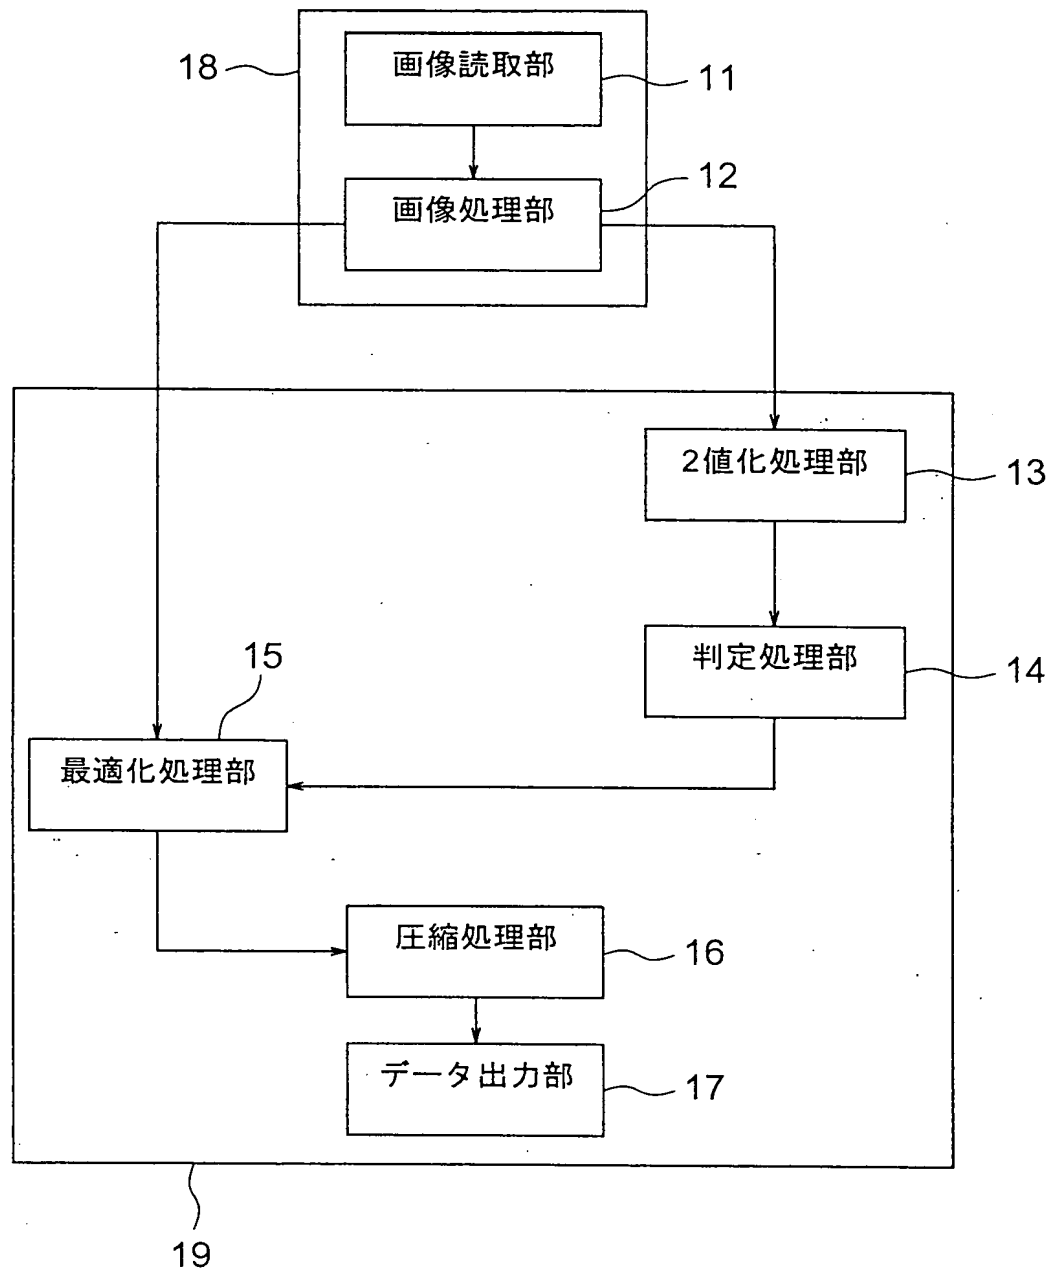 18
画像読取部
11
画像処理部
12
2値化処理部
13
判定処理部
14
15
最適化処理部
圧縮処理部
16
データ出力部
17
19